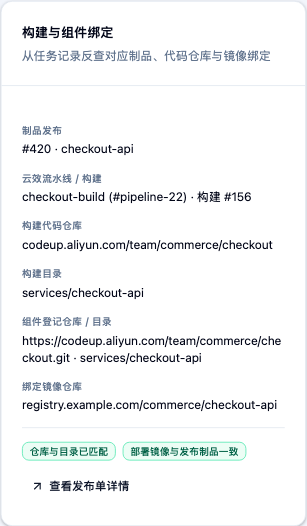 构建与组件绑定
从任务记录反查对应制品、代码仓库与镜像绑定
制品发布
#420 · checkout-api
云效流水线 / 构建
checkout-build (#pipeline-22) · 构建 #156
构建代码仓库
codeup.aliyun.com/team/commerce/checkout
构建目录
services/checkout-api
组件登记仓库 / 目录
https://codeup.aliyun.com/team/commerce/che
ckout.git · services/checkout-api
绑定镜像仓库
registry.example.com/commerce/checkout-api
仓库与目录已匹配 部署镜像与发布制品一致
查看发布单详情